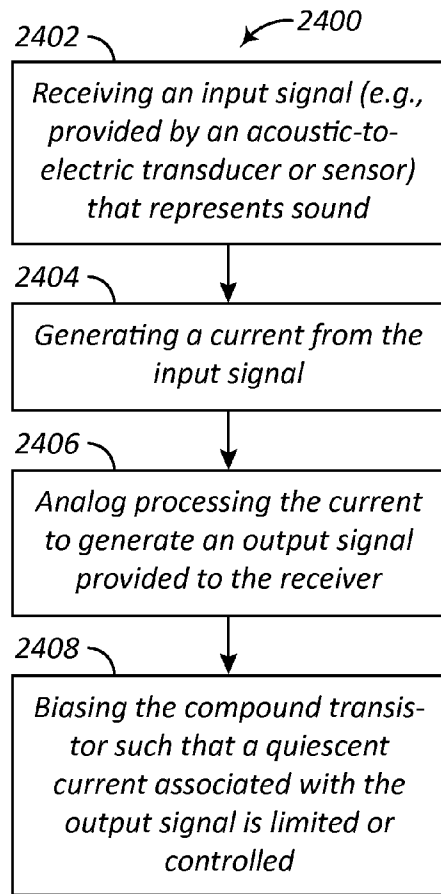 2400
2402
Receiving an input signal (e.g.,
provided by an acoustic-to-
electric transducer or sensor)
that represents sound
2404
Generating a current from the
input signal
2406
Analog processing the current
to generate an output signal
provided to the receiver
2408
Biasing the compound transis-
tor such that a quiescent
current associated with the
output signal is limited or
controlled